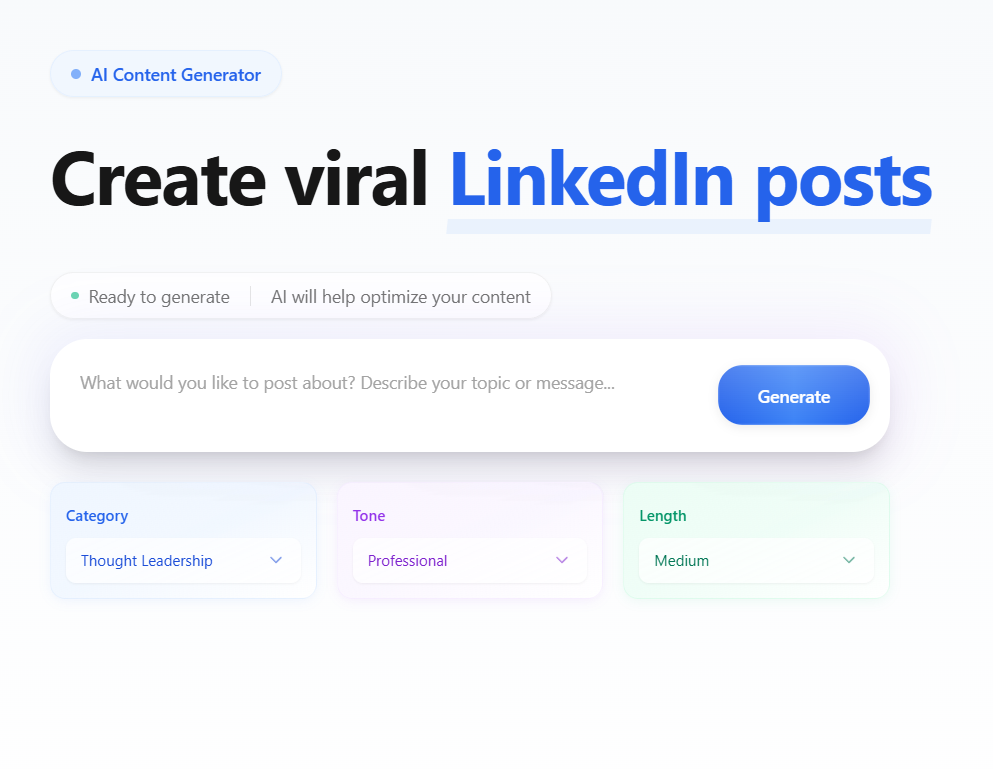 AI Content Generator
Create viral LinkedIn posts
Ready to generate
AI will help optimize your content
What would you like to post about? Describe your topic or message...
Generate
Category
Thought Leadership
Tone
Professional
Length
Medium